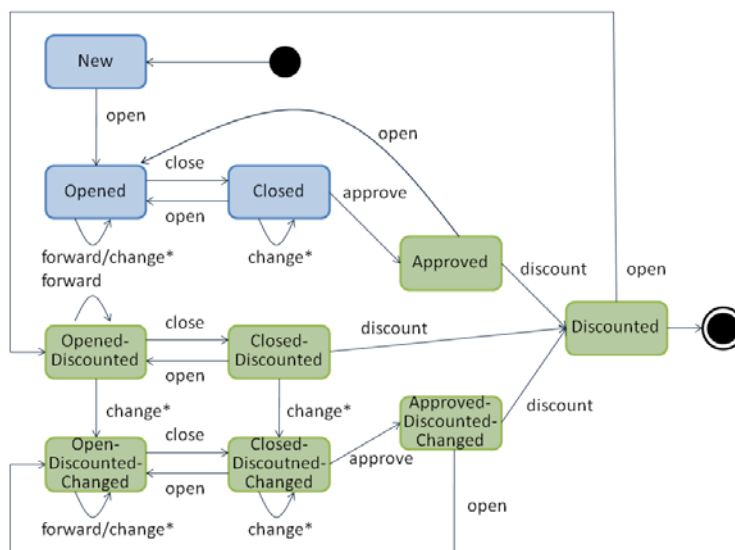 New
open
open
Opened
close
open
Closed
approve
forward/change*
change*
Approved
discount
open
forward
Opened-
Discounted
close
open
Closed-
Discounted
discount
Discounted
change*
change*
Approved-
Discounted-
Changed
discount
Open-
Discounted-
Changed
close
open
Closed-
Discoutned-
Changed
approve
open
forward/change*
change*